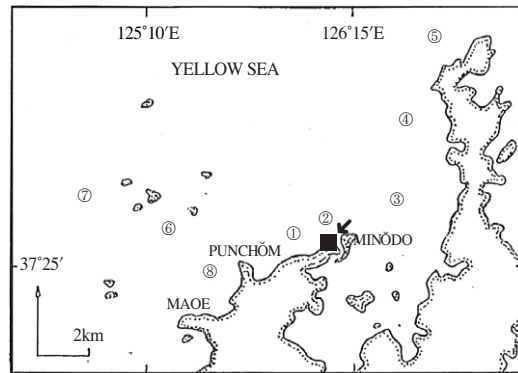 125°10′E 126°15′E
⑤
YELLOW SEA
④
⑦
③
②
⑥
①
MINŎDO
PUNCHŎM
37°25′
⑧
MAOE
2km